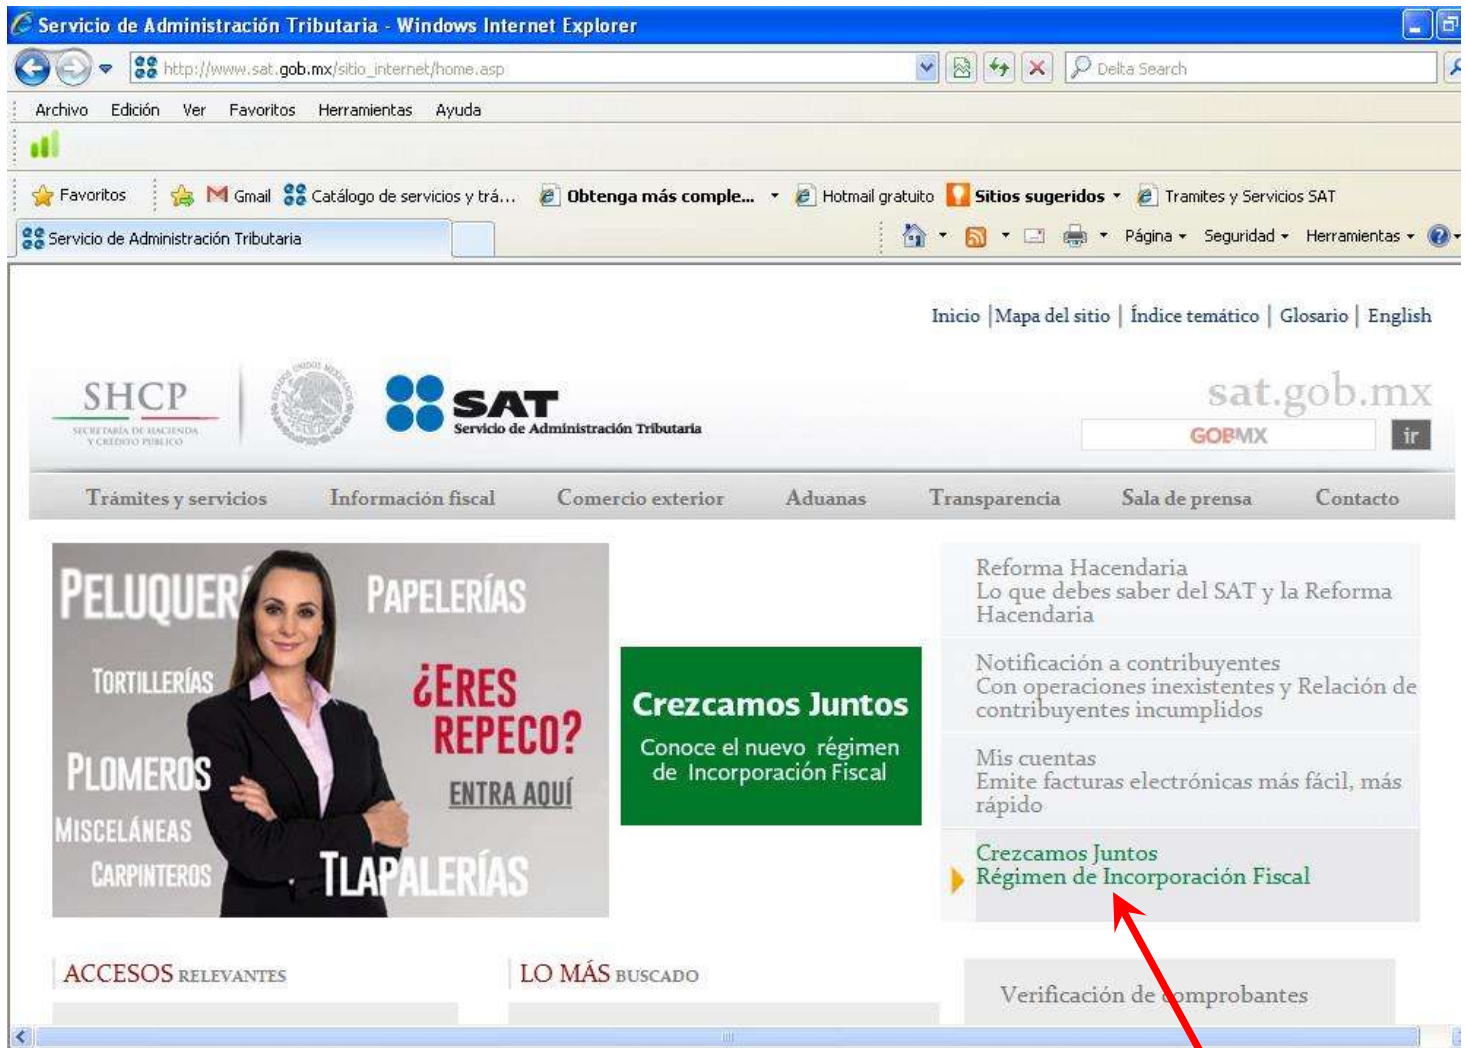 Servicio de Administración Tributaria - Windows Internet Explorer
http://www.sat.gob.mx/sitio_internet/home.asp
Delta Search
Archivo Edición Ver Favoritos Herramientas Ayuda
Favoritos Gmail Catálogo de servicios y trá... Obtenga más comple... Hotmail gratuito Sitios sugeridos Tramites y Servicios SAT
Servicio de Administración Tributaria Página Seguridad Herramientas
Inicio |Mapa del sitio | Índice temático | Glosario | English
SHCP
SECRETARÍA DE HACIENDA
Y CRÉDITO PÚBLICO
ESTADOS UNIDOS MEXICANOS
SAT
Servicio de Administración Tributaria
sat.gob.mx
GOBMX ir
Trámites y servicios Información fiscal Comercio exterior Aduanas Transparencia Sala de prensa Contacto
PELUQUERÍ
PAPELERÍAS
TORTILLERÍAS
¿ERES
REPECO?
ENTRA AQUÍ
PLOMEROS
MISCELÁNEAS
CARPINTEROS
TLAPALERÍAS
Crezcamos Juntos
Conoce el nuevo régimen
de Incorporación Fiscal
Reforma Hacendaria
Lo que debes saber del SAT y la Reforma
Hacendaria
Notificación a contribuyentes
Con operaciones inexistentes y Relación de
contribuyentes incumplidos
Mis cuentas
Emite facturas electrónicas más fácil, más
rápido
Crezcamos Juntos
Régimen de Incorporación Fiscal
ACCESOS RELEVANTES
LO MÁS BUSCADO
Verificación de comprobantes